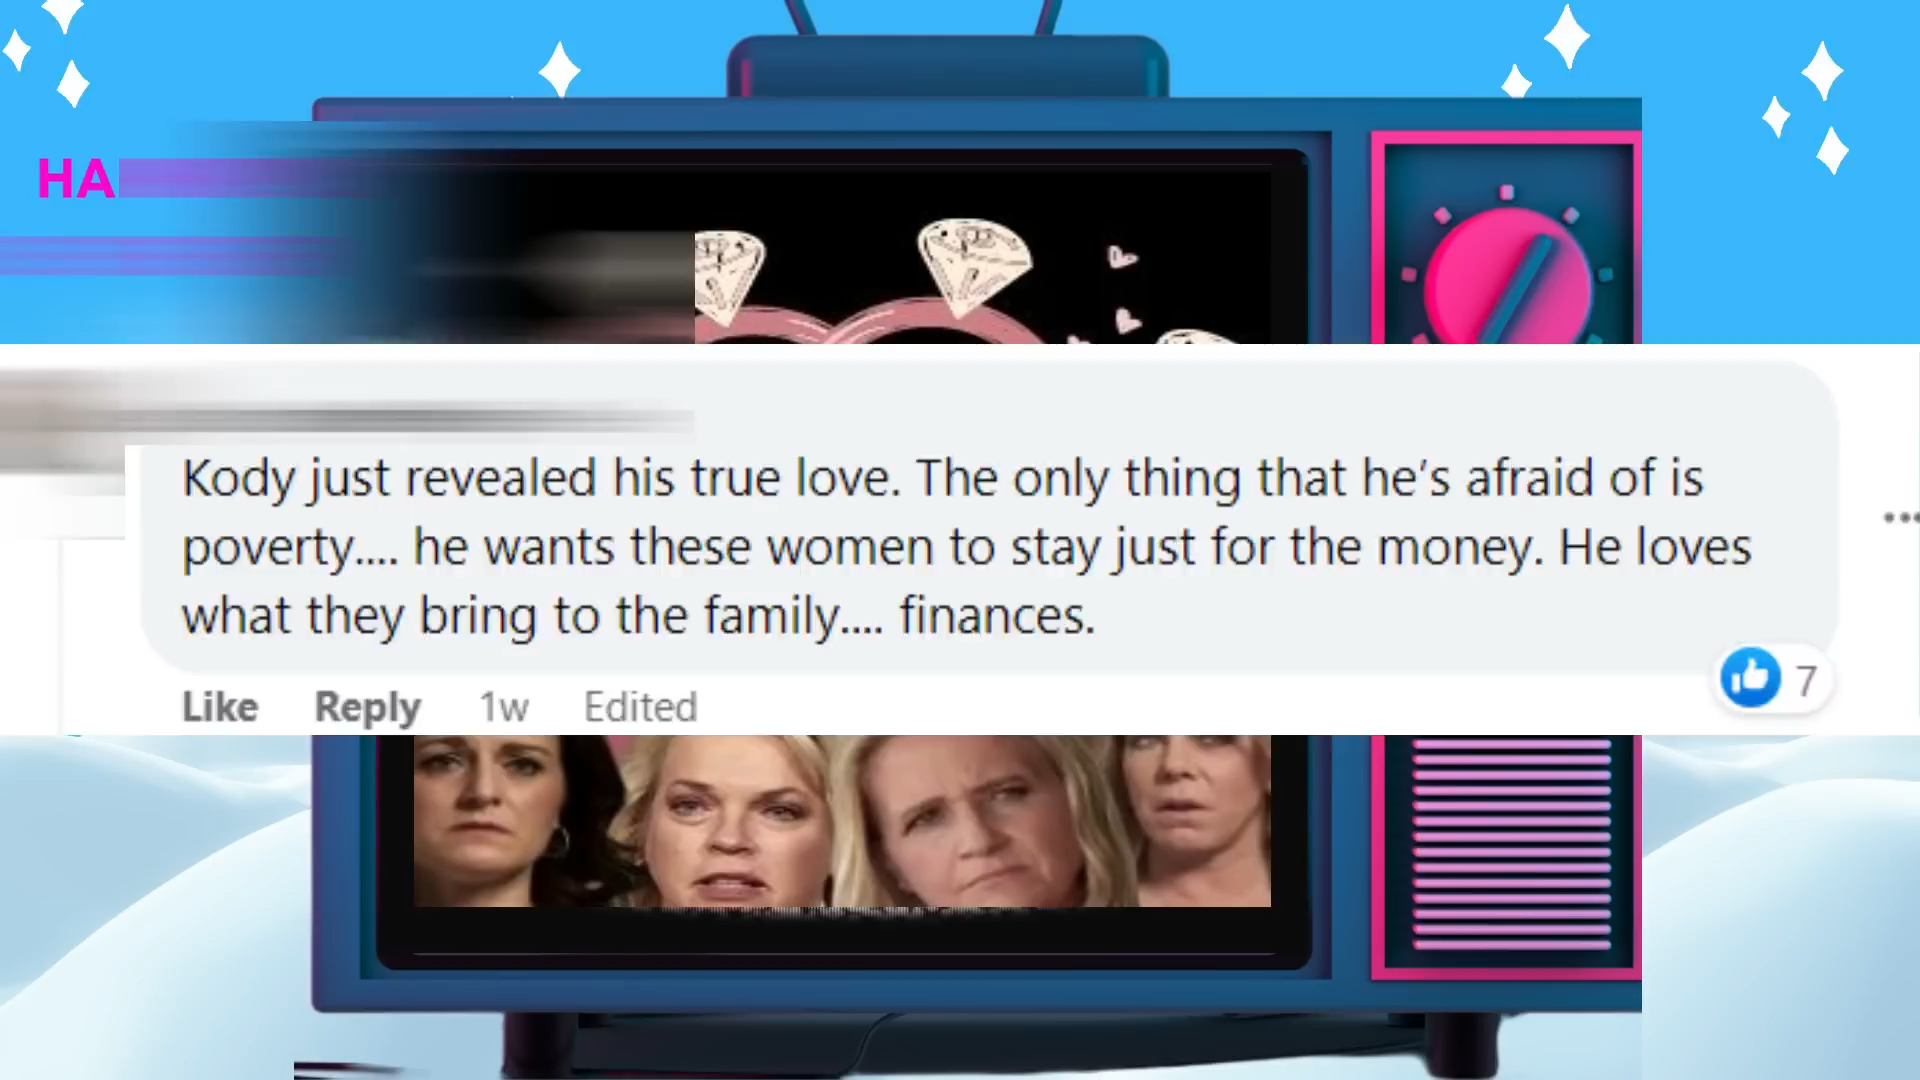 HA
Kody just revealed his true love. The only thing that he's afraid of is
poverty.... he wants these women to stay just for the money. He loves
what they bring to the family.... finances.
Like Reply 1w Edited
7